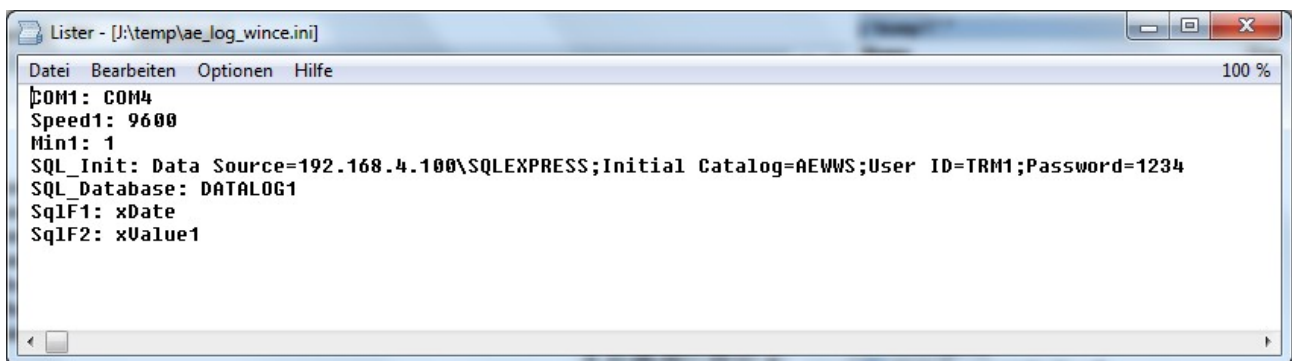 Lister - [J:\temp\ae_log_wince.ini]
Datei Bearbeiten Optionen Hilfe 100 %
COM1: COM4
Speed1: 9600
Min1: 1
SQL_Init: Data Source=192.168.4.100\SQLEXPRESS;Initial Catalog=AEWWS;User ID=TRM1;Password=1234
SQL_Database: DATALOG1
SqlF1: xDate
SqlF2: xValue1